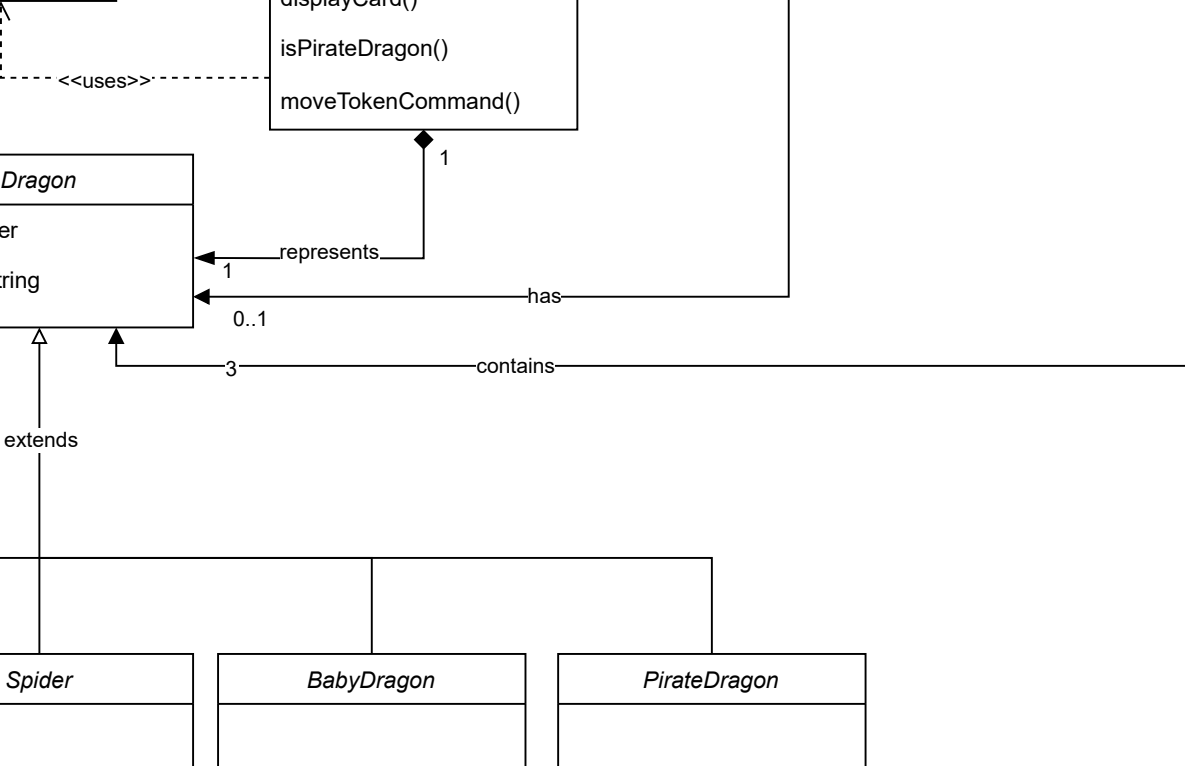 displayCard()
isPirateDragon()
<<uses>>
moveTokenCommand()
1
Dragon
er
represents
1
tring
has
0..1
3
contains
extends
Spider
BabyDragon
PirateDragon